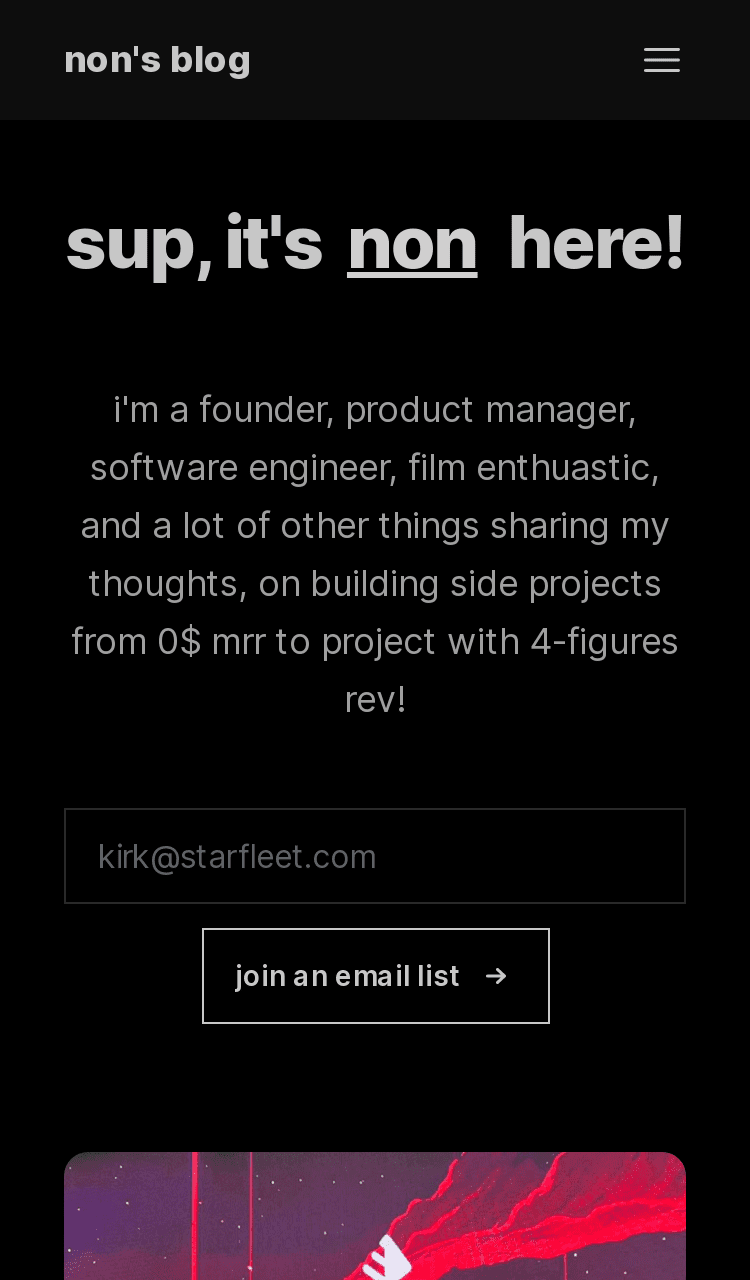 non's blog
sup, it's non here!
i'm a founder, product manager,
software engineer, film enthuastic,
and a lot of other things sharing my
thoughts, on building side projects
from 0$ mrr to project with 4-figures
rev!
kirk@starfleet.com
join an email list →